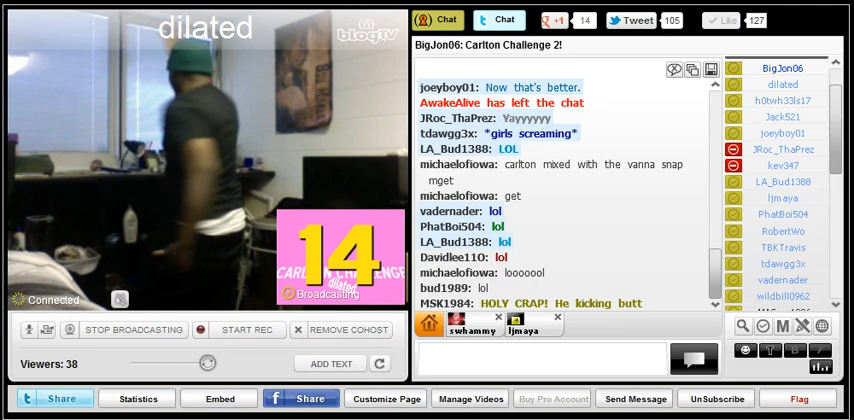 dilated
blogTV
Chat
Chat
+1
14
Tweet
105
Like
127
BigJon06: Carlton Challenge 2!
joeyboy01: Now that's better.
AwakeAlive has left the chat
JRoc_ThaPrez: Yayyyyyy
tdawgg3x: *girls screaming*
LA_Bud1388: LOL
michaelofiowa: carlton mixed with the vanna snap
mget
michaelofiowa: get
vadernader: lol
PhatBoi504: lol
LA_Bud1388: lol
Davidlee110: lol
michaelofiowa: looooool
bud1989: lol
MSK1984: HOLY CRAP! He kicking butt
BigJon06
dilated
h0twh33ls17
Jack521
joeyboy01
JRoc_ThaPrez
kev347
LA_Bud1388
ljmaya
PhatBoi504
RobertWo
TBKTravis
tdawgg3x
vadernader
wildbill0962
14
CARLTON CHALLENGE
dilated
Broadcasting
Connected
swhammy
ljmaya
STOP BROADCASTING
START REC
REMOVE COHOST
Viewers: 38
ADD TEXT
Share
Statistics
Embed
Share
Customize Page
Manage Videos
Buy Pro Account
Send Message
UnSubscribe
Flag